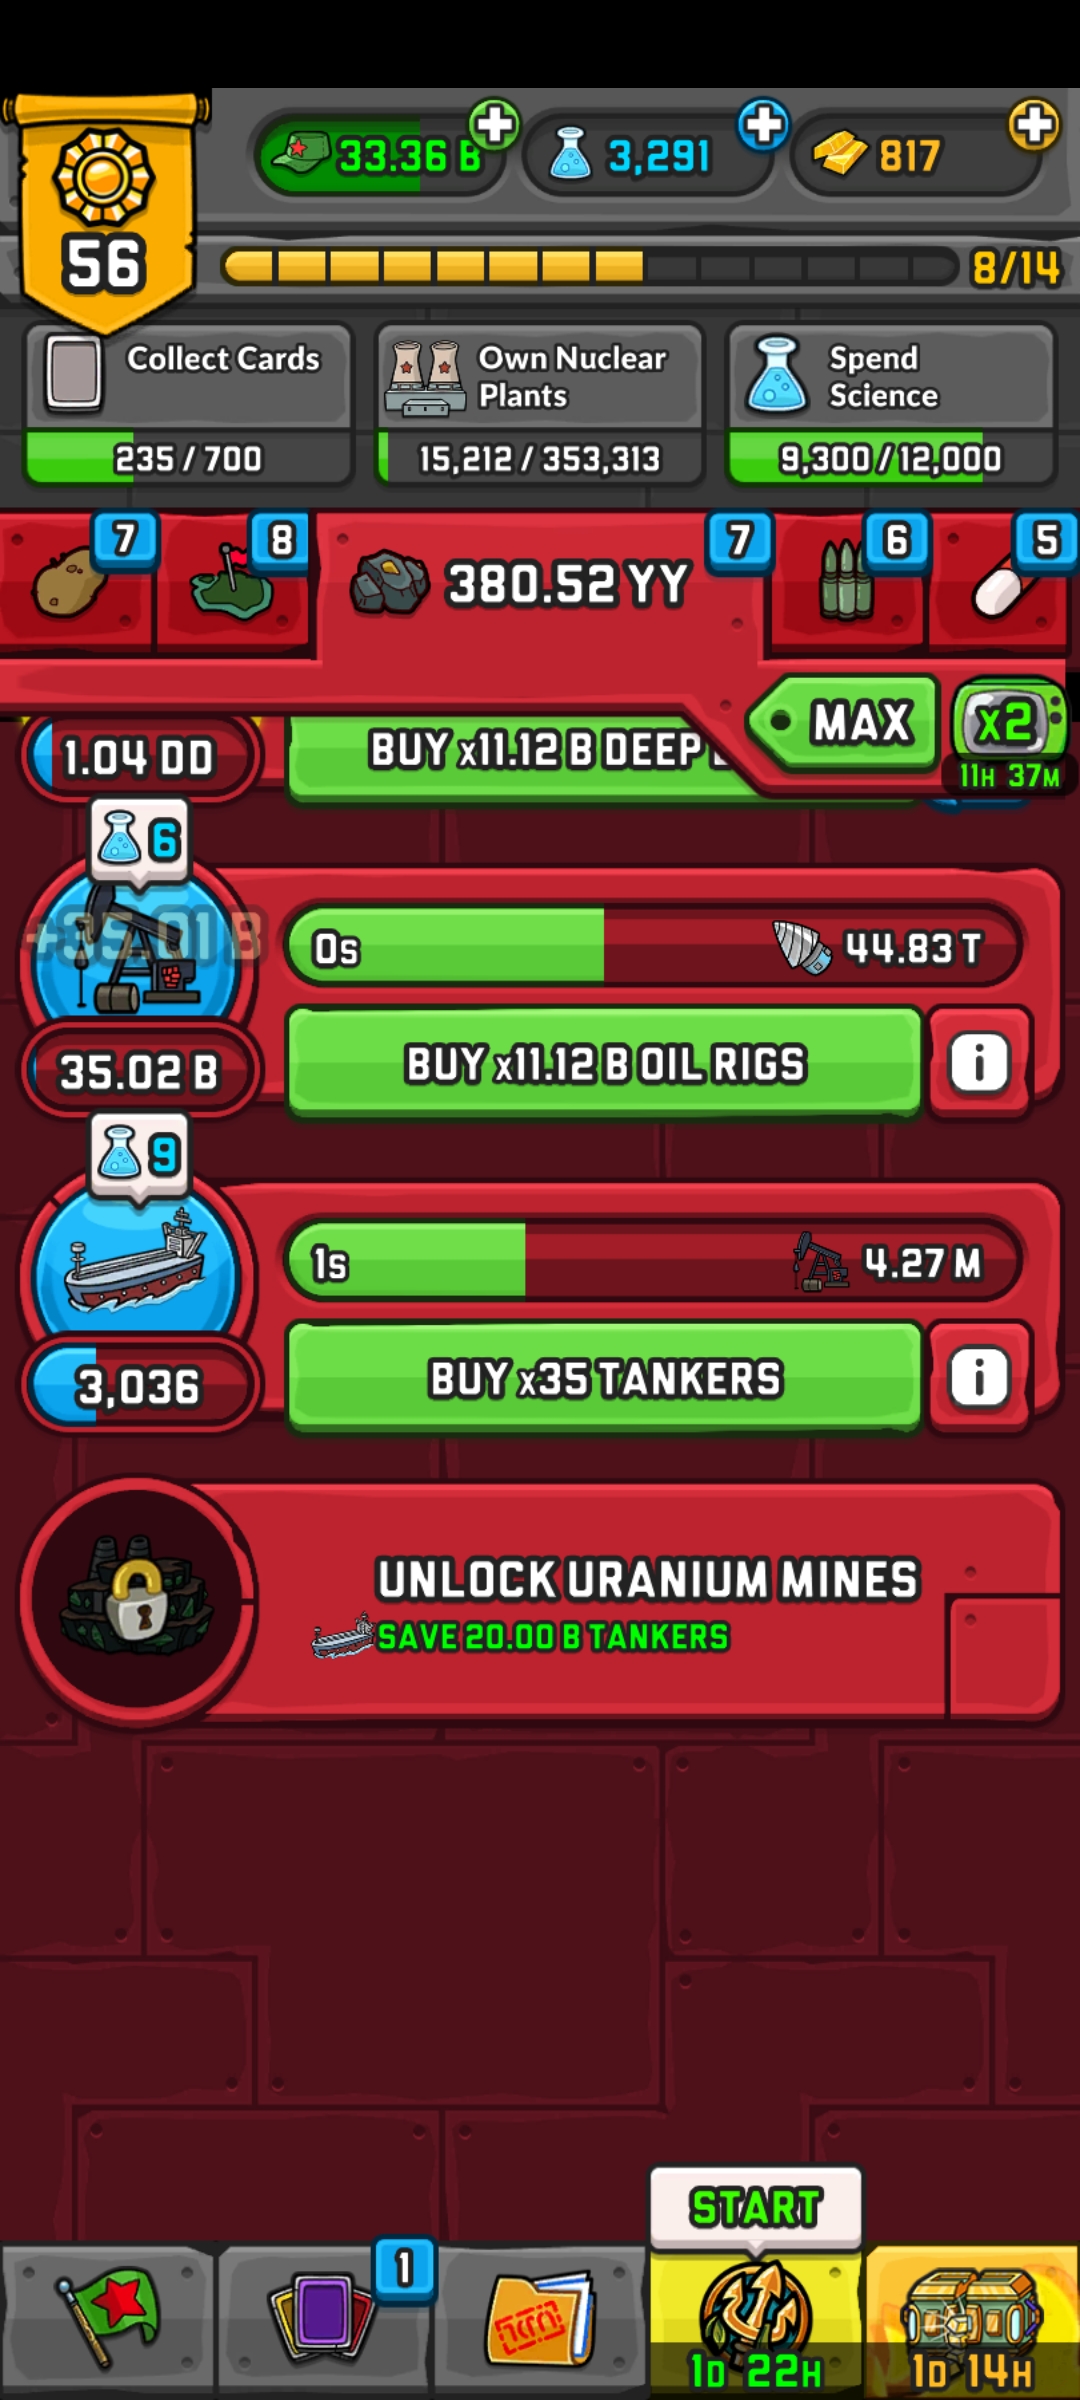 33.36 B
3,291
817
56
8/14
Collect Cards
235 / 700
Own Nuclear
Plants
15,212 / 353,313
Spend
Science
9,300 / 12,000
7
8
380.52 YY
7
6
5
MAX
x2
11H 37M
1.04 DD
BUY x11.12 B DEEP
6
+35.01 B
0s
44.83 T
35.02 B
BUY x11.12 B OIL RIGS
i
9
1s
4.27 M
3,036
BUY x35 TANKERS
i
UNLOCK URANIUM MINES
SAVE 20.00 B TANKERS
START
1
1D 22H
1D 14H